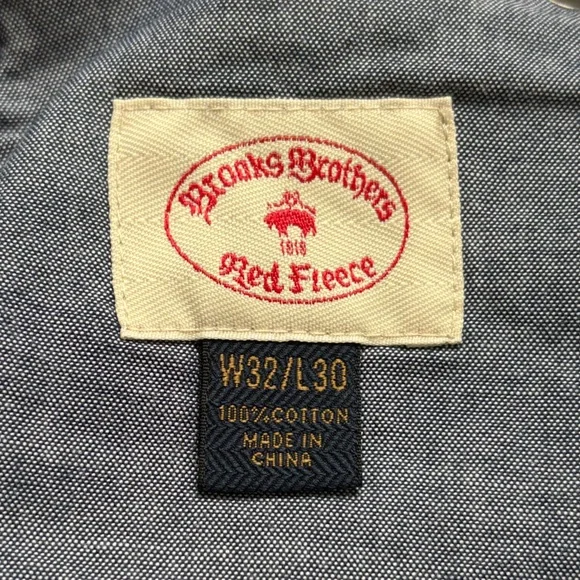 Brooks Brothers
1818
Red Fleece
W32/L30
100% COTTON
MADE IN
CHINA